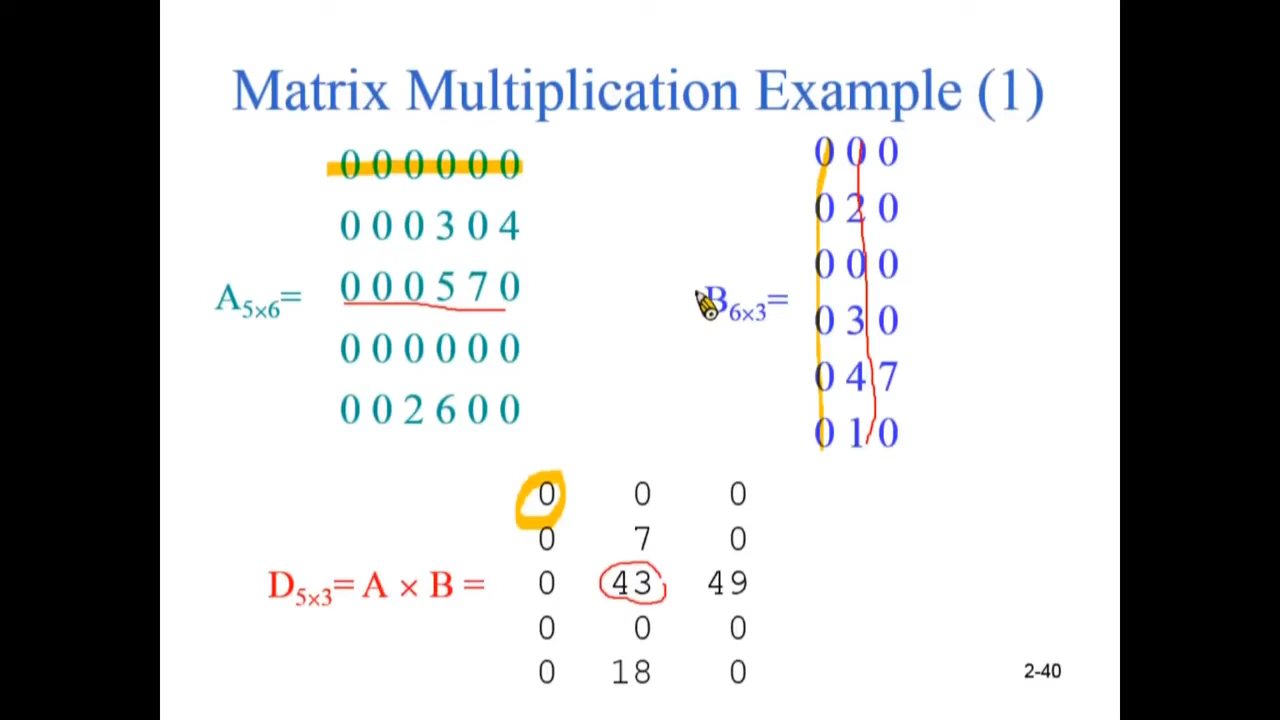 Matrix Multiplication Example (1)
0 0 0 0 0 0
0 0 0 3 0 4
0 0 0 5 7 0
0 0 0 0 0 0
0 0 2 6 0 0
A5×6=
0 0 0
0 2 0
0 0 0
0 3 0
0 4 7
0 1 0
B6×3=
0 0 0
0 7 0
0 43 49
0 0 0
0 18 0
D5×3= A × B =
2-40